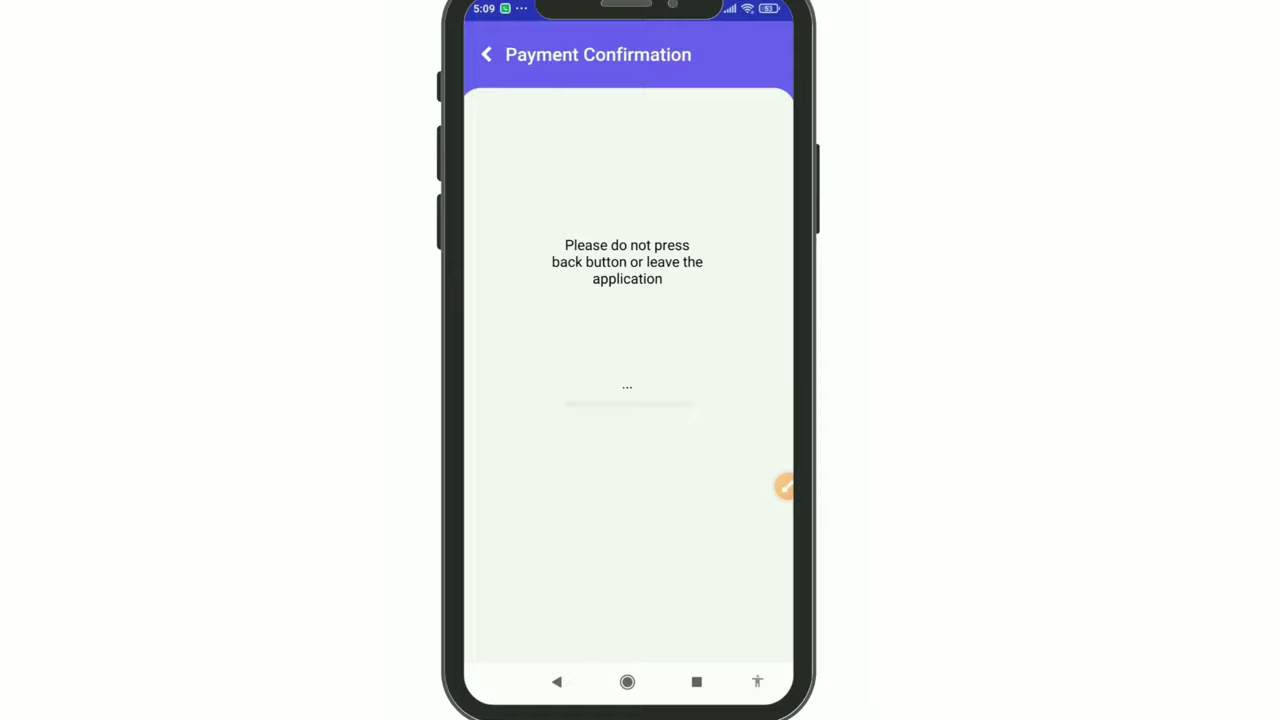 5:09
Payment Confirmation
Please do not press
back button or leave the
application
...